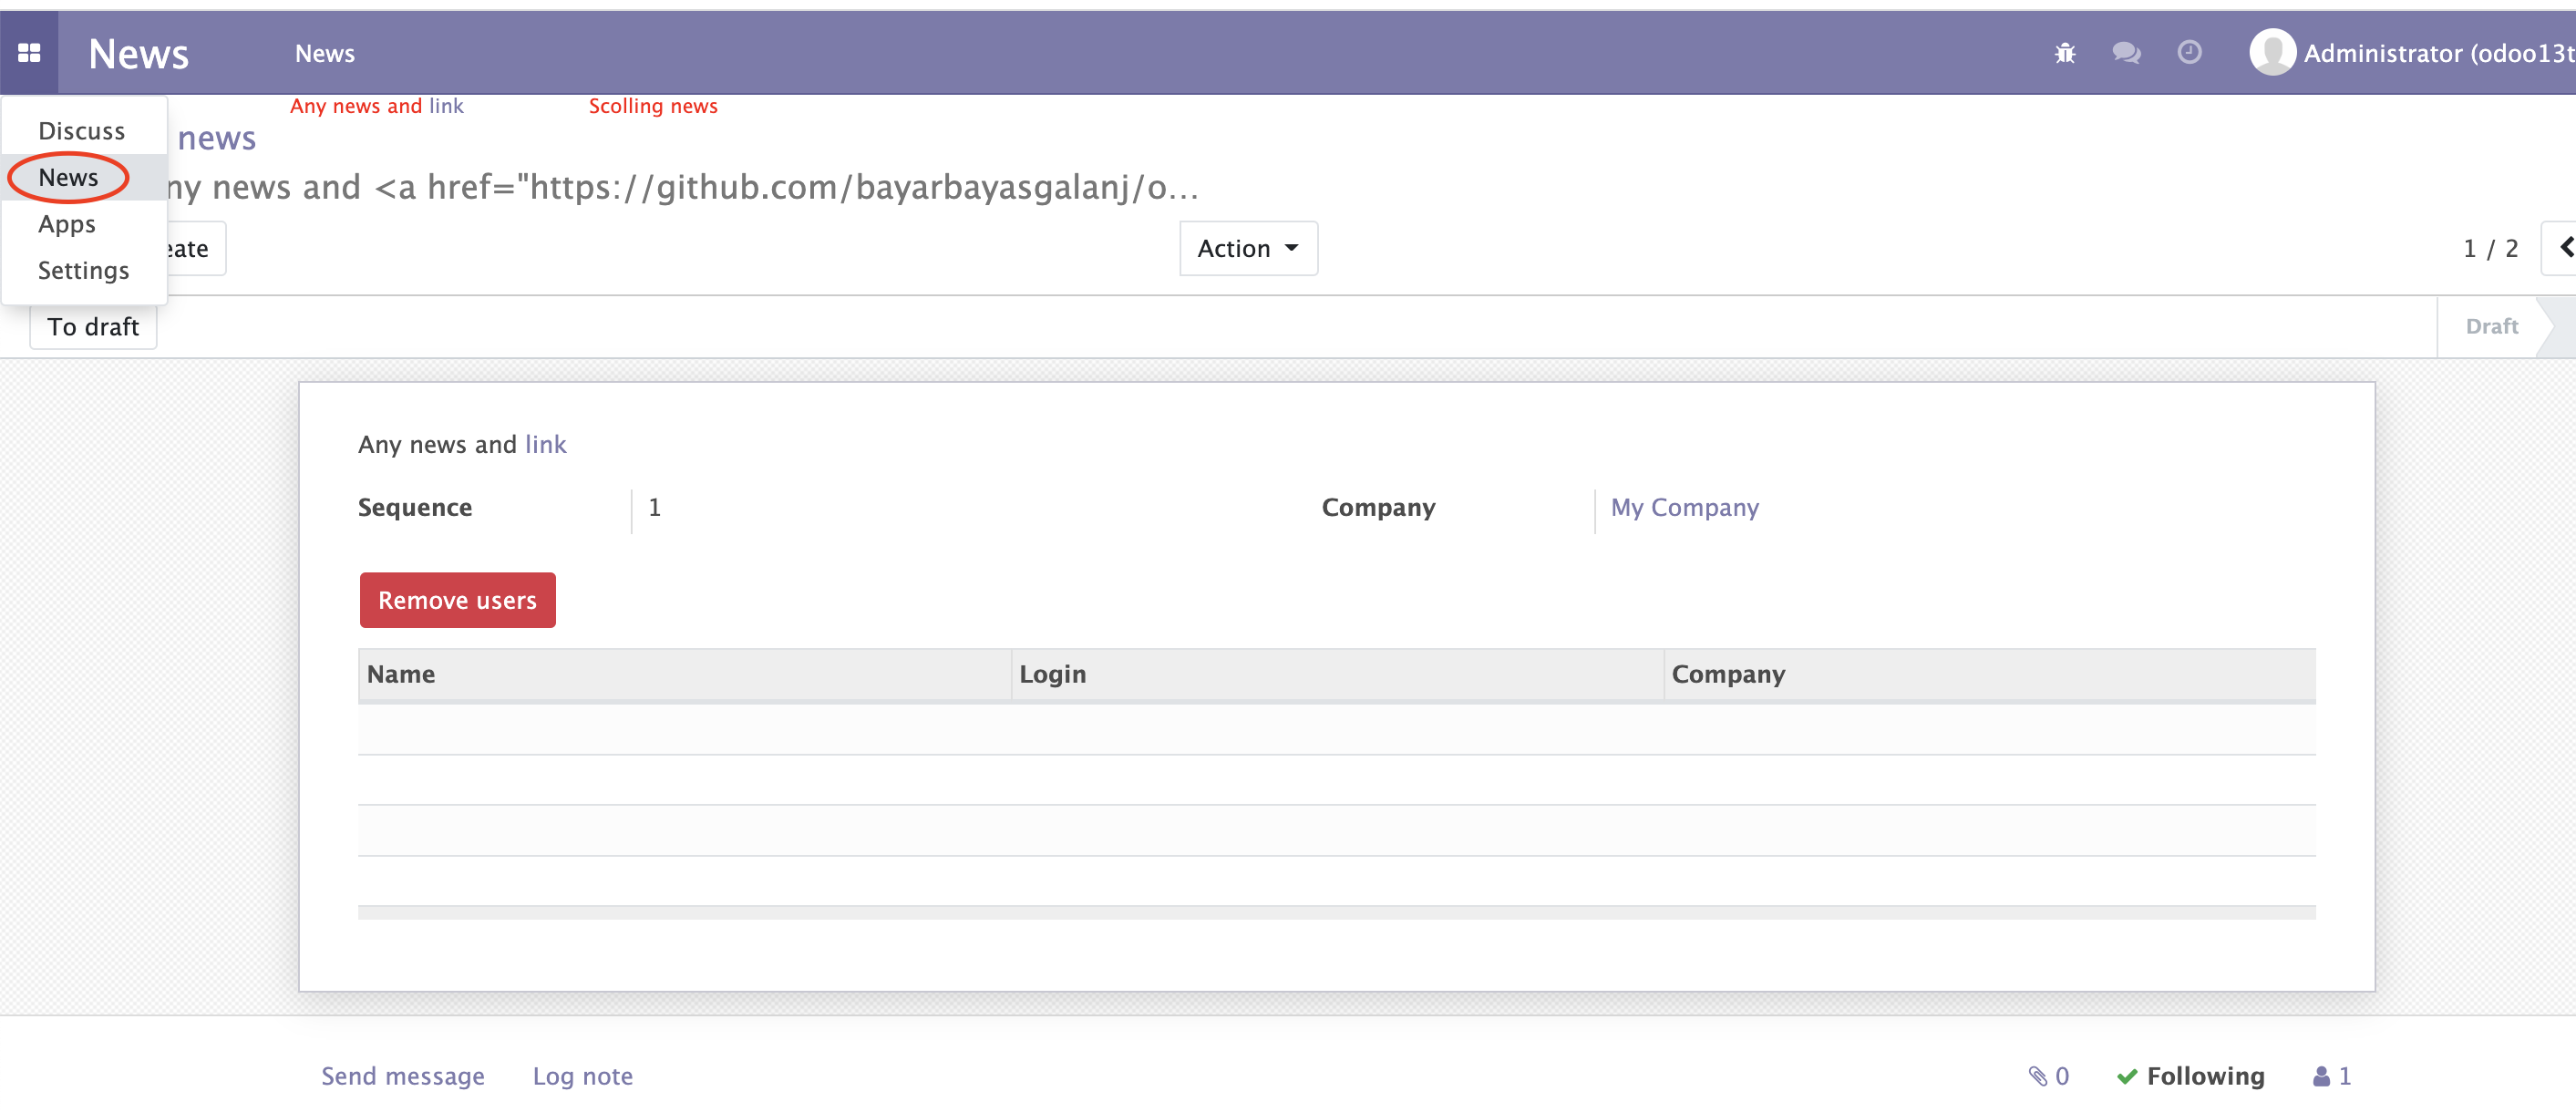 News News Administrator (odoo13t
Any news and link Scolling news
Discuss
news
News
ny news and <a href="https://github.com/bayarbayasgalanj/o...
Apps
eate Action 1 / 2
Settings
To draft Draft
Any news and link
Sequence 1 Company My Company
Remove users
Name Login Company
Send message Log note 0 Following 1